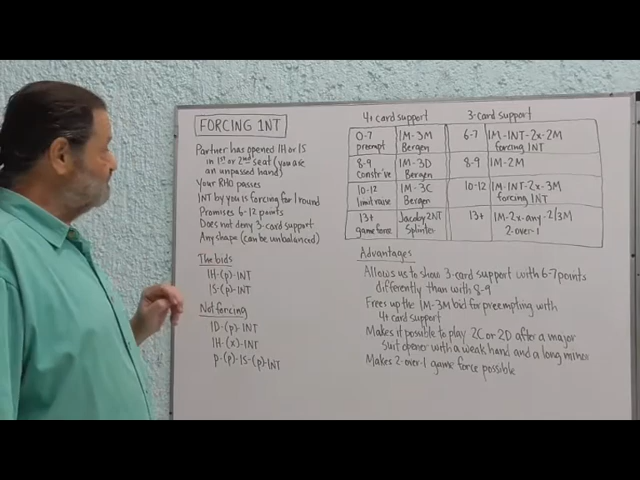 FORCING 1NT
Partner has opened 1H or 1S
in 1st or 2nd seat (you are
an unpassed hand)
Your RHO passes
1NT by you is forcing for 1 round
Promises 6-12 points
Does not deny 3-card support
Any shape (can be unbalanced)
The bids
1H-(p)-1NT
1S-(p)-1NT
Not forcing
1D-(p)-1NT
1H-(x)-1NT
p-(p)-1S-(p)-1NT
4+ card support 3-card support
0-7 1M-3M 6-7 1M-1NT-2x-2M
preempt Bergen forcing 1NT
8-9 1M-3D 8-9 1M-2M
constr've Bergen
10-12 1M-3C 10-12 1M-1NT-2x-3M
limit raise Bergen forcing 1NT
13+ Jacoby 2NT 13+ 1M-2x-any-2/3M
game force Splinter 2-over-1
Advantages
Allows us to show 3-card support with 6-7 points
differently than with 8-9
Frees up the 1M-3M bid for preempting with
4+ card support
Makes it possible to play 2C or 2D after a major
suit opener with a weak hand and a long minor
Makes 2-over-1 game force possible